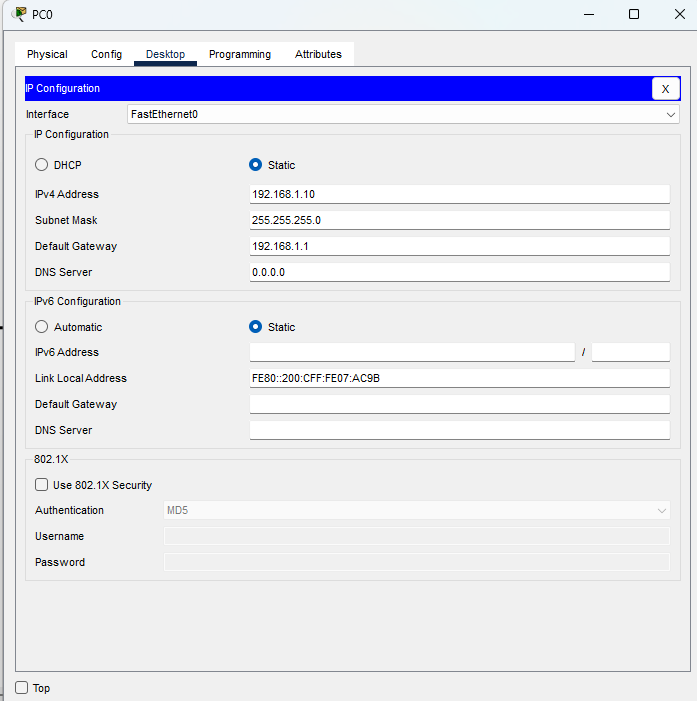 PC0
Physical Config Desktop Programming Attributes
IP Configuration
X
Interface FastEthernet0
IP Configuration
DHCP Static
IPv4 Address 192.168.1.10
Subnet Mask 255.255.255.0
Default Gateway 192.168.1.1
DNS Server 0.0.0.0
IPv6 Configuration
Automatic Static
IPv6 Address /
Link Local Address FE80::200:CFF:FE07:AC9B
Default Gateway
DNS Server
802.1X
Use 802.1X Security
Authentication MD5
Username
Password
Top